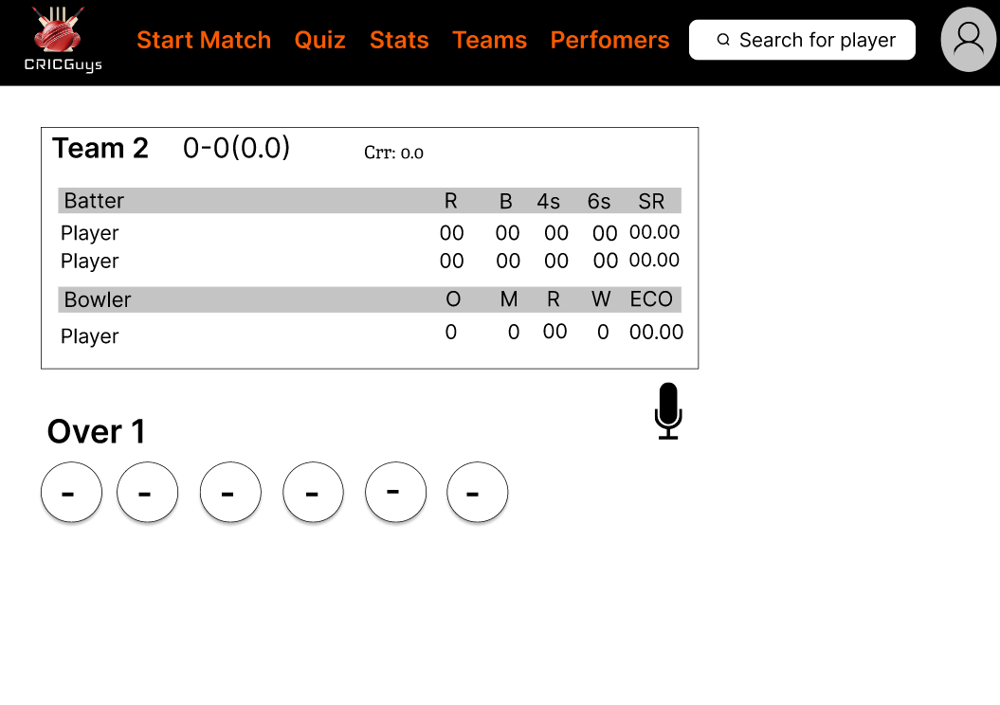 CRICGuys
Start Match Quiz Stats Teams Perfomers Search for player
Team 2 0-0(0.0) Crr: 0.0
Batter R B 4s 6s SR
Player 00 00 00 00 00.00
Player 00 00 00 00 00.00
Bowler O M R W ECO
Player 0 0 00 0 00.00
Over 1
- - - - - -